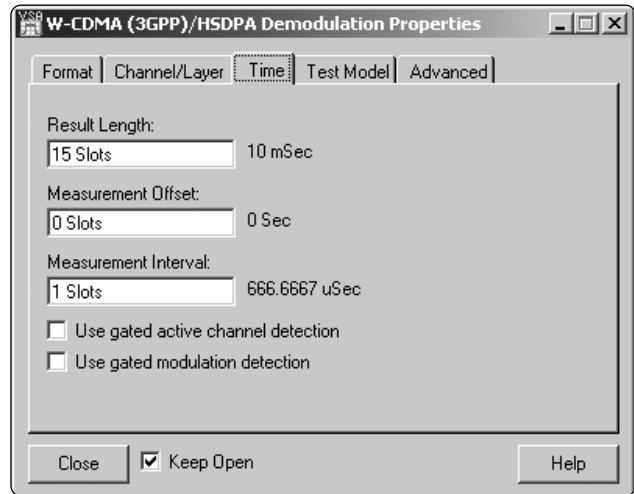 VSA W-CDMA (3GPP)/HSDPA Demodulation Properties
Format Channel/Layer Time Test Model Advanced
Result Length:
15 Slots 10 mSec
Measurement Offset:
0 Slots 0 Sec
Measurement Interval:
1 Slots 666.6667 uSec
Use gated active channel detection
Use gated modulation detection
Close Keep Open Help